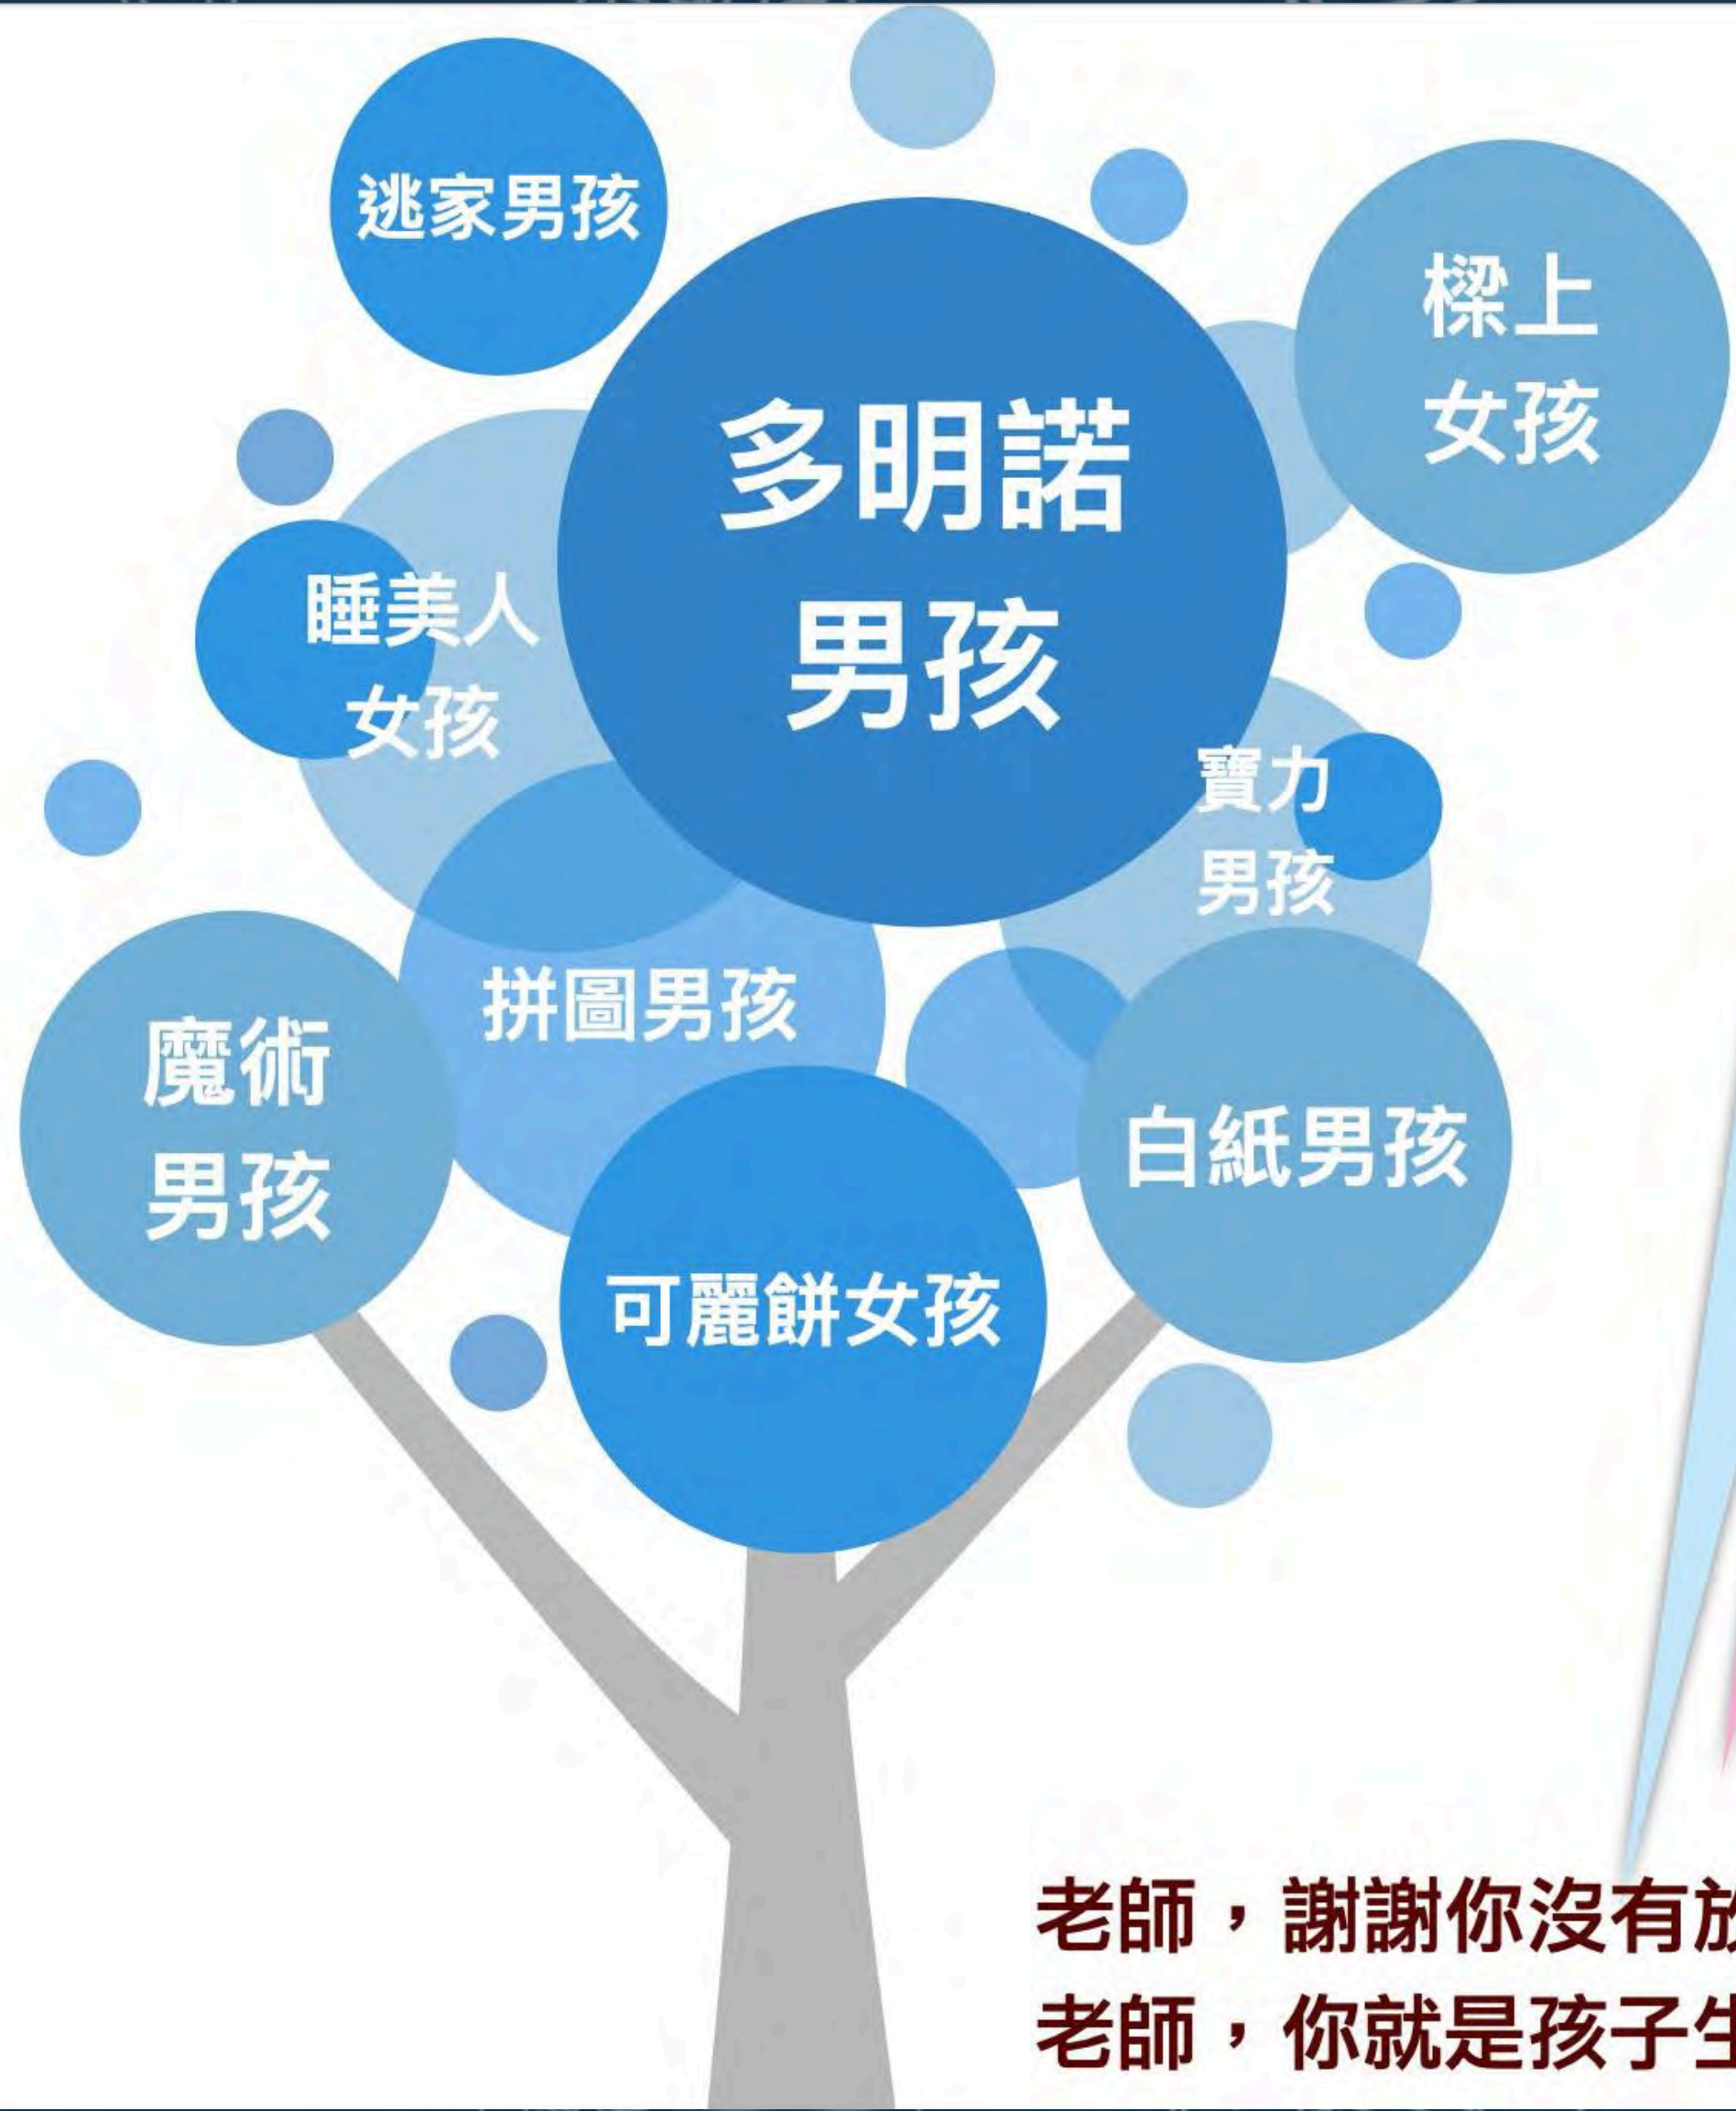 逃家男孩
樑上
女孩
多明諾
男孩
睡美人
女孩
寶力
男孩
拼圖男孩
魔術
男孩
白紙男孩
可麗餅女孩
老師，謝謝你沒有放
老師，你就是孩子生